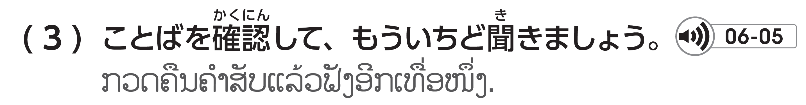 (3) ことばを確認して、もういちど聞きましょう。 06-05
ກວດຄືນຄຳສັບແລ້ວຟັງອີກເທື່ອໜຶ່ງ.